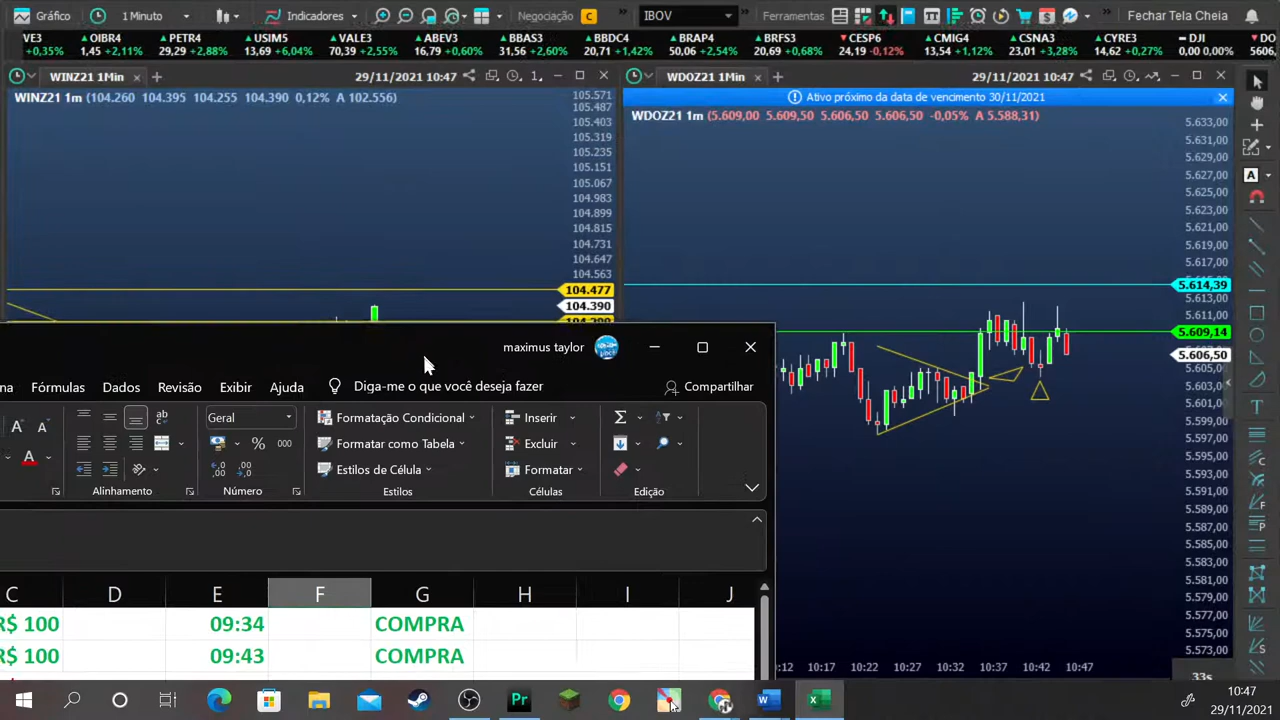 Gráfico 1 Minuto Indicadores Negociação C IBOV Ferramentas Fechar Tela Cheia
VE3 OIBR4 PETR4 USIM5 VALE3 ABEV3 BBAS3 BBDC4 BRAP4 BRFS3 CESP6 CMIG4 CSNA3 CYRE3 DJI DO
+0,35% 1,45 +2,11% 29,29 +2,88% 13,69 +6,04% 70,39 +2,55% 16,79 +0,60% 31,56 +2,60% 20,71 +1,42% 50,06 +2,54% 20,69 +0,68% 24,19 -0,12% 13,54 +1,12% 23,01 +3,28% 14,62 +0,27% 0,00 0,00% 5606,
WINZ21 1Min 29/11/2021 10:47
WINZ21 1m (104.260 104.395 104.255 104.390 0,12% A 102.556)
105.571
105.487
105.403
105.319
105.235
105.151
105.067
104.983
104.899
104.815
104.731
104.647
104.563
104.477
104.390
WDOZ21 1Min 29/11/2021 10:47
Ativo próximo da data de vencimento 30/11/2021
WDOZ21 1m (5.609,00 5.609,50 5.606,50 5.606,50 -0,05% A 5.588,31)
5.633,00
5.631,00
5.629,00
5.627,00
5.625,00
5.623,00
5.621,00
5.619,00
5.617,00
5.614,39
5.613,00
5.611,00
5.609,14
5.606,50
5.605,00
5.603,00
5.601,00
5.599,00
5.597,00
5.595,00
5.593,00
5.591,00
5.589,00
5.587,00
5.585,00
5.583,00
5.581,00
5.579,00
5.577,00
5.575,00
5.573,00
:12 10:17 10:22 10:27 10:32 10:37 10:42 10:47
33s
maximus taylor
na Fórmulas Dados Revisão Exibir Ajuda Diga-me o que você deseja fazer Compartilhar
Geral Formatação Condicional Inserir
% 000 Formatar como Tabela Excluir
Estilos de Célula Formatar
Alinhamento Número Estilos Células Edição
C D E F G H I J
R$ 100 09:34 COMPRA
R$ 100 09:43 COMPRA
10:47
29/11/2021